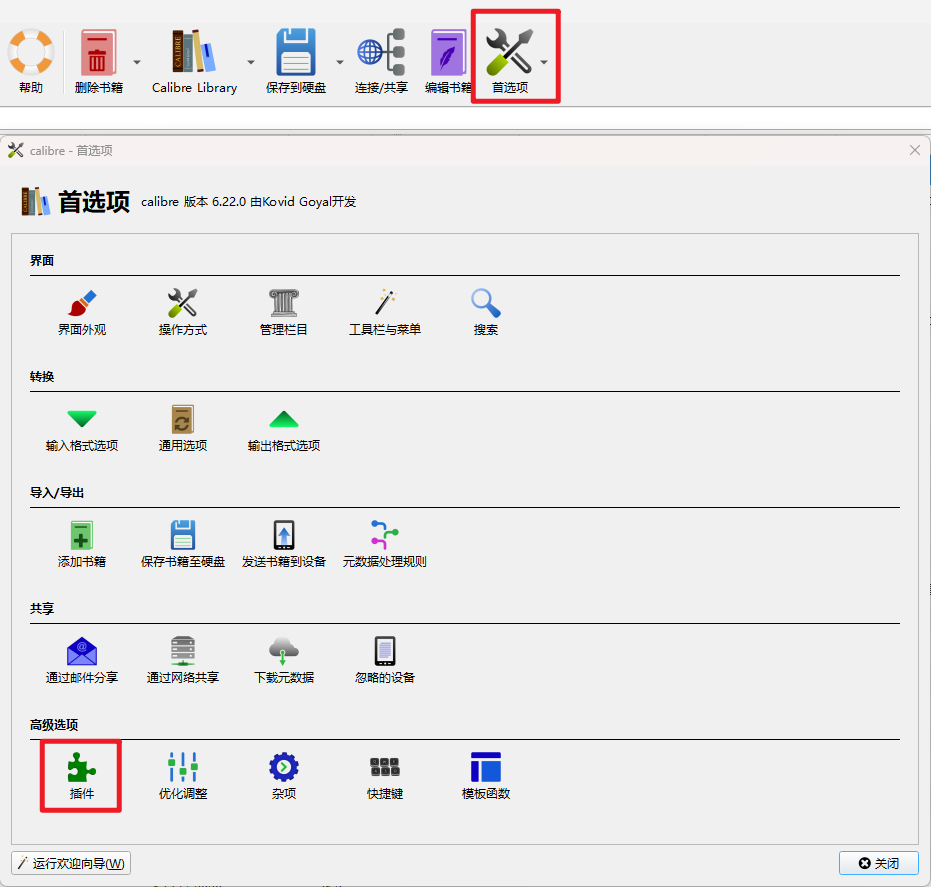 帮助 删除书籍 Calibre Library 保存到硬盘 连接/共享 编辑书籍 首选项
calibre - 首选项
首选项 calibre 版本 6.22.0 由Kovid Goyal开发
界面
界面外观 操作方式 管理栏目 工具栏与菜单 搜索
转换
输入格式选项 通用选项 输出格式选项
导入/导出
添加书籍 保存书籍至硬盘 发送书籍到设备 元数据处理规则
共享
通过邮件分享 通过网络共享 下载元数据 忽略的设备
高级选项
插件 优化调整 杂项 快捷键 模板函数
运行欢迎向导(W) 关闭